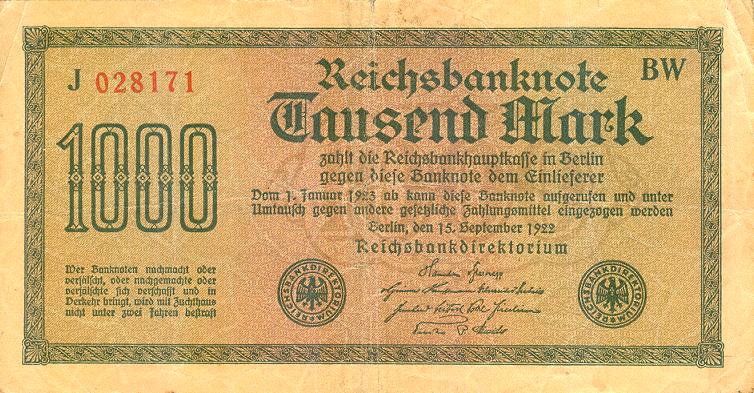 J 028171
BW
1000
Reichsbanknote
Tausend Mark
zahlt die Reichsbankhauptkasse in Berlin
gegen diese Banknote dem Einlieferer
Dom 1. Januar 1923 ab kann diese Banknote aufgerufen und unter
Umtausch gegen andere gesetzliche Zahlungsmittel eingezogen werden
Berlin, den 15. September 1922
Reichsbankdirektorium
Wer Banknoten nachmacht oder
verfälscht, oder nachgemachte oder
verfälschte sich verschafft und in
Verkehr bringt, wird mit Zuchthaus
nicht unter zwei Jahren bestraft
REICHSBANKDIREKTORIUM
REICHSBANKDIREKTORIUM